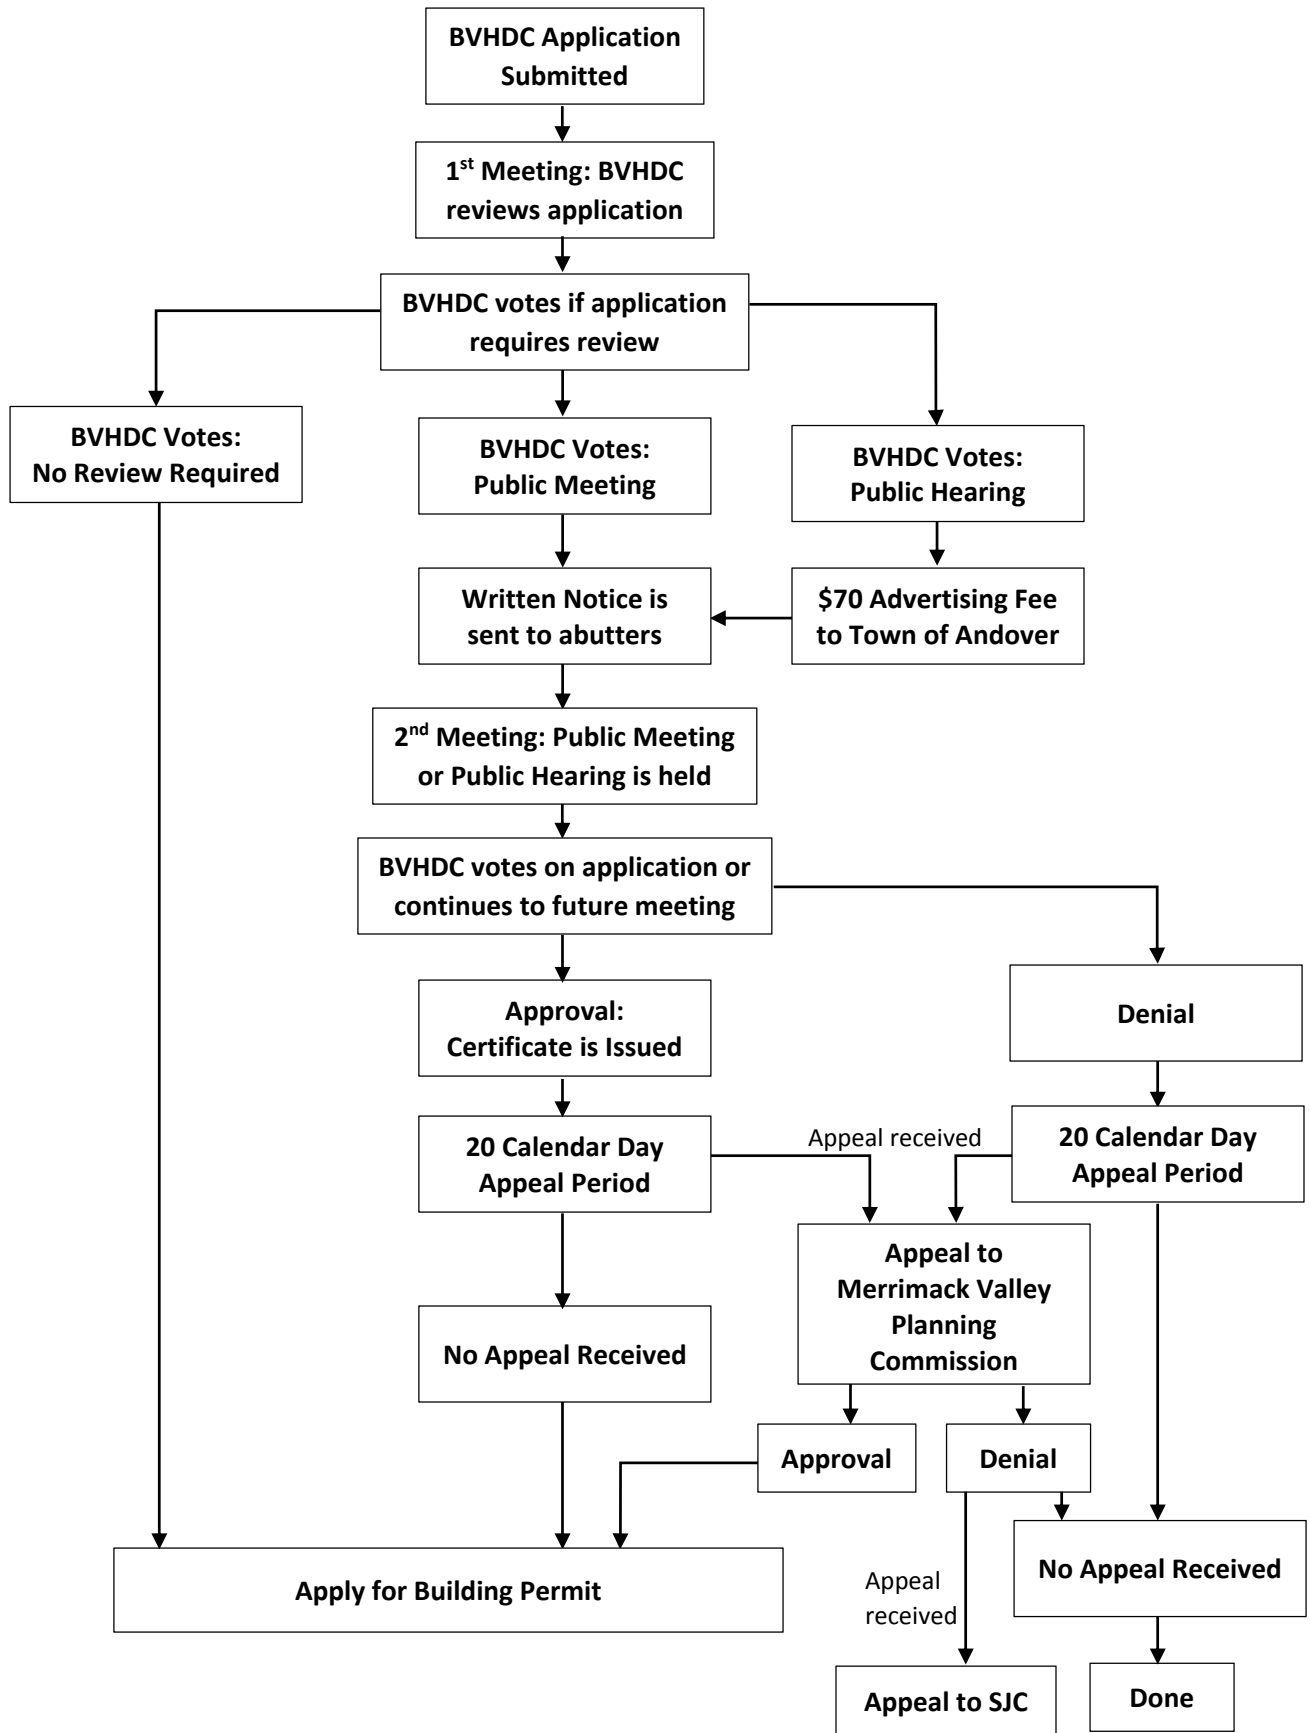 BVHDC Application
Submitted
1st Meeting: BVHDC
reviews application
BVHDC votes if application
requires review
BVHDC Votes:
No Review Required
BVHDC Votes:
Public Meeting
BVHDC Votes:
Public Hearing
Written Notice is
sent to abutters
$70 Advertising Fee
to Town of Andover
2nd Meeting: Public Meeting
or Public Hearing is held
BVHDC votes on application or
continues to future meeting
Approval:
Certificate is Issued
Denial
20 Calendar Day
Appeal Period
Appeal received
20 Calendar Day
Appeal Period
Appeal to
Merrimack Valley
Planning
Commission
No Appeal Received
Approval
Denial
No Appeal Received
Apply for Building Permit
Appeal
received
Appeal to SJC
Done